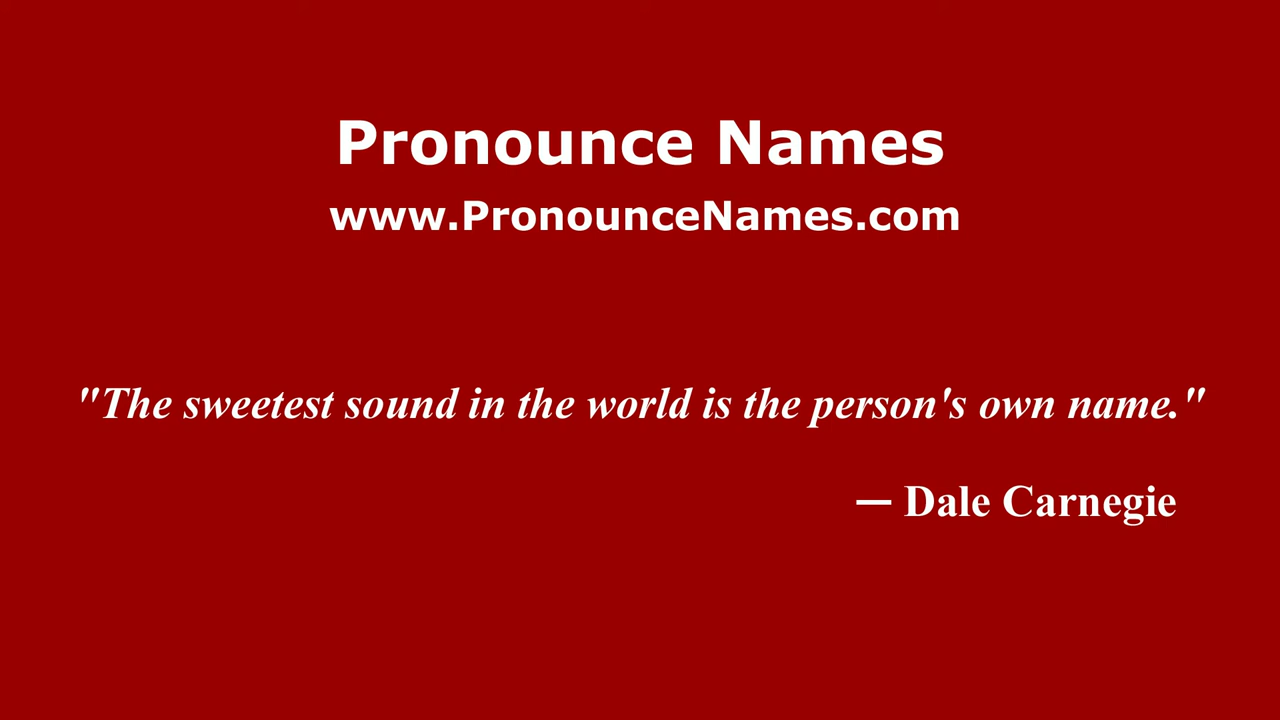 Pronounce Names
www.PronounceNames.com
"The sweetest sound in the world is the person's own name."
— Dale Carnegie